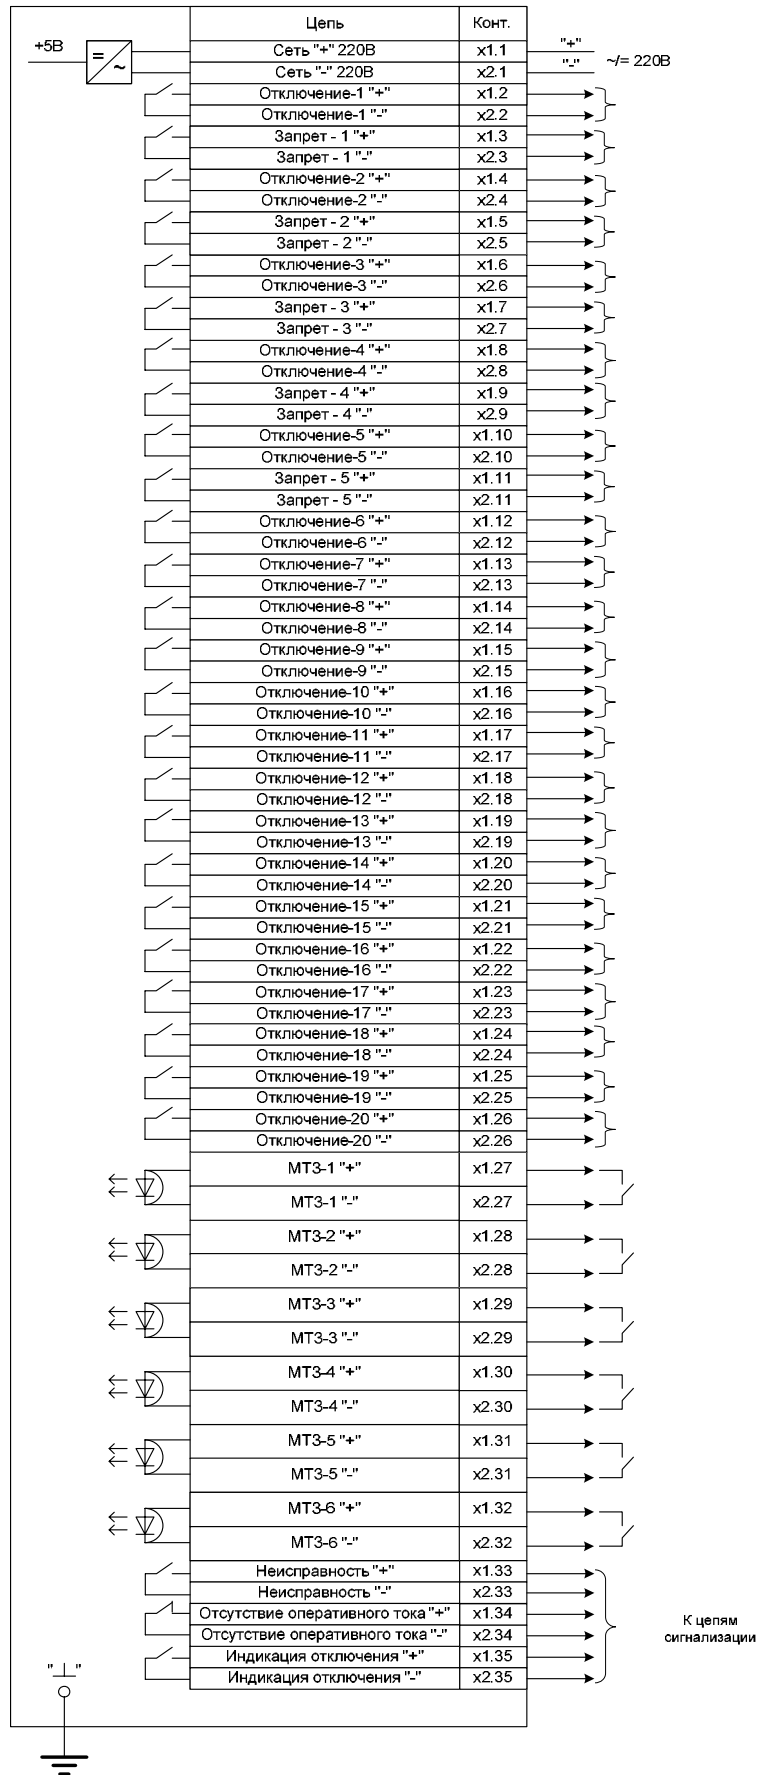 Цепь Конт.
+5В
=
~
Сеть "+" 220В x1.1 "+"
Сеть "-" 220В x2.1 "-"
~/= 220В
Отключение-1 "+" x1.2
Отключение-1 "-" x2.2
Запрет - 1 "+" x1.3
Запрет - 1 "-" x2.3
Отключение-2 "+" x1.4
Отключение-2 "-" x2.4
Запрет - 2 "+" x1.5
Запрет - 2 "-" x2.5
Отключение-3 "+" x1.6
Отключение-3 "-" x2.6
Запрет - 3 "+" x1.7
Запрет - 3 "-" x2.7
Отключение-4 "+" x1.8
Отключение-4 "-" x2.8
Запрет - 4 "+" x1.9
Запрет - 4 "-" x2.9
Отключение-5 "+" x1.10
Отключение-5 "-" x2.10
Запрет - 5 "+" x1.11
Запрет - 5 "-" x2.11
Отключение-6 "+" x1.12
Отключение-6 "-" x2.12
Отключение-7 "+" x1.13
Отключение-7 "-" x2.13
Отключение-8 "+" x1.14
Отключение-8 "-" x2.14
Отключение-9 "+" x1.15
Отключение-9 "-" x2.15
Отключение-10 "+" x1.16
Отключение-10 "-" x2.16
Отключение-11 "+" x1.17
Отключение-11 "-" x2.17
Отключение-12 "+" x1.18
Отключение-12 "-" x2.18
Отключение-13 "+" x1.19
Отключение-13 "-" x2.19
Отключение-14 "+" x1.20
Отключение-14 "-" x2.20
Отключение-15 "+" x1.21
Отключение-15 "-" x2.21
Отключение-16 "+" x1.22
Отключение-16 "-" x2.22
Отключение-17 "+" x1.23
Отключение-17 "-" x2.23
Отключение-18 "+" x1.24
Отключение-18 "-" x2.24
Отключение-19 "+" x1.25
Отключение-19 "-" x2.25
Отключение-20 "+" x1.26
Отключение-20 "-" x2.26
МТЗ-1 "+" x1.27
МТЗ-1 "-" x2.27
МТЗ-2 "+" x1.28
МТЗ-2 "-" x2.28
МТЗ-3 "+" x1.29
МТЗ-3 "-" x2.29
МТЗ-4 "+" x1.30
МТЗ-4 "-" x2.30
МТЗ-5 "+" x1.31
МТЗ-5 "-" x2.31
МТЗ-6 "+" x1.32
МТЗ-6 "-" x2.32
Неисправность "+" x1.33
Неисправность "-" x2.33
Отсутствие оперативного тока "+" x1.34
Отсутствие оперативного тока "-" x2.34
Индикация отключения "+" x1.35
Индикация отключения "-" x2.35
К цепям
сигнализации
"⊥"